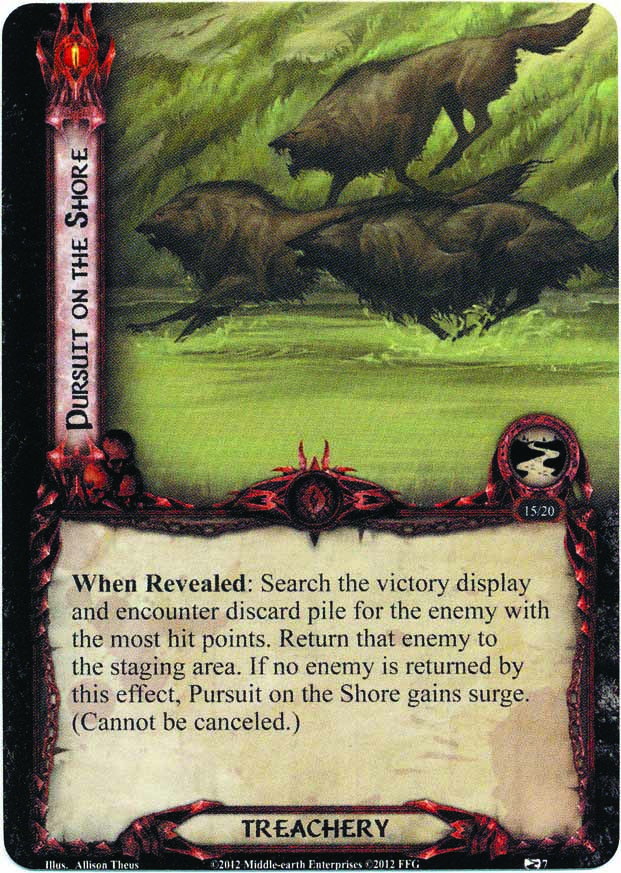 PURSUIT ON THE SHORE
15/20
When Revealed: Search the victory display
and encounter discard pile for the enemy with
the most hit points. Return that enemy to
the staging area. If no enemy is returned by
this effect, Pursuit on the Shore gains surge.
(Cannot be canceled.)
TREACHERY
Illus. Allison Theus ©2012 Middle-earth Enterprises ©2012 FFG 7